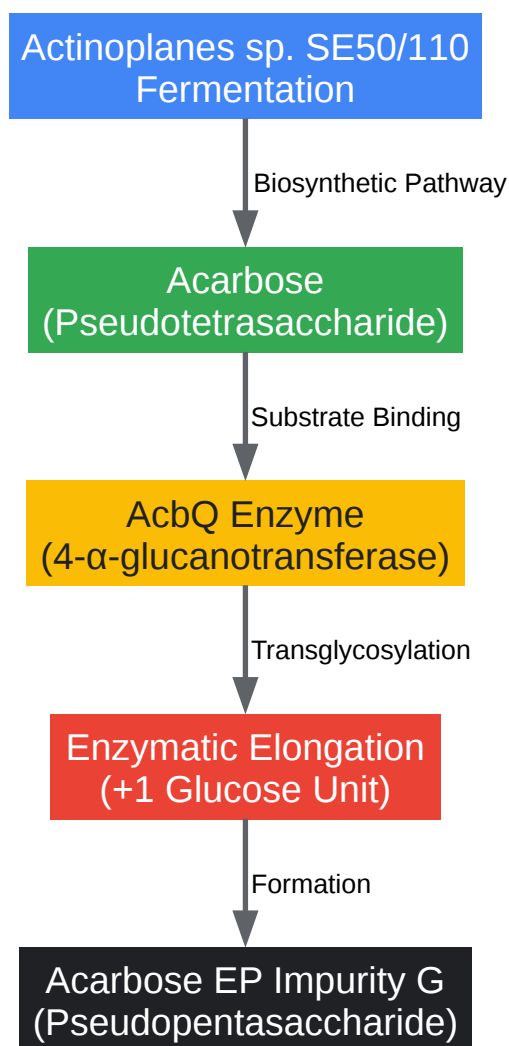 Actinoplanes sp. SE50/110
Fermentation
Biosynthetic Pathway
Acarbose
(Pseudotetrasaccharide)
Substrate Binding
AcbQ Enzyme
(4-α-glucanotransferase)
Transglycosylation
Enzymatic Elongation
(+1 Glucose Unit)
Formation
Acarbose EP Impurity G
(Pseudopentasaccharide)